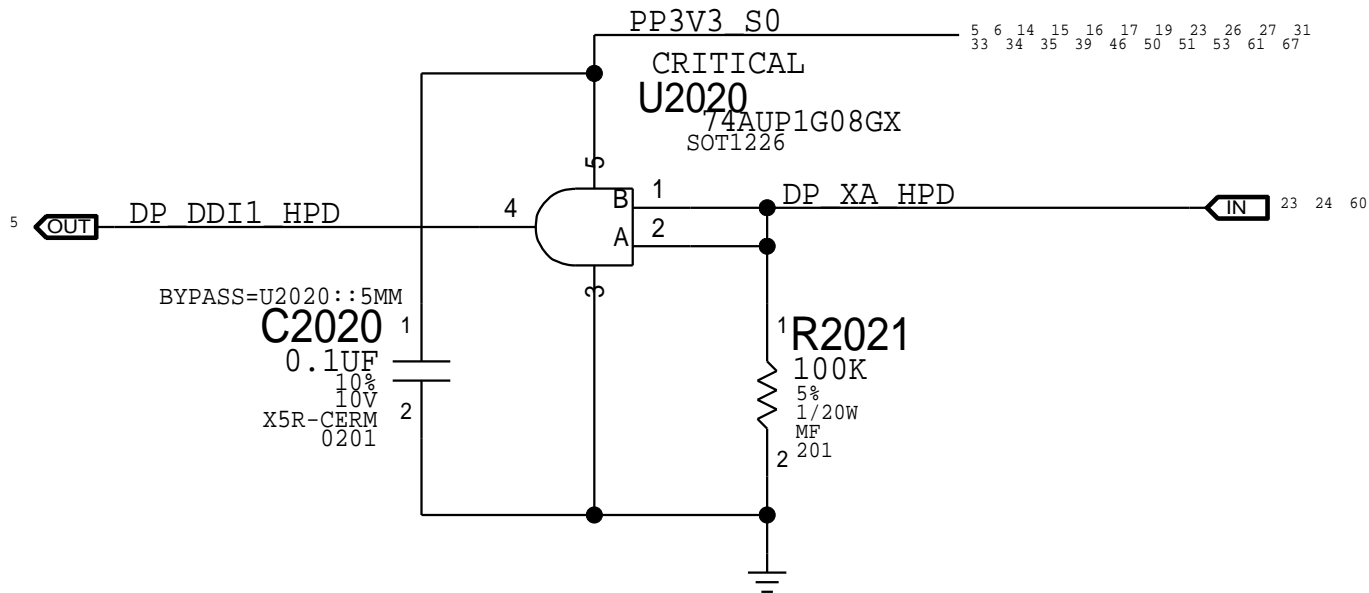 PP3V3_S0
5 6 14 15 16 17 19 23 26 27 31
33 34 35 39 46 50 51 53 61 67
CRITICAL
U2020
74AUP1G08GX
SOT1226
5
B
1
DP_XA_HPD
IN
23 24 60
5
OUT
DP_DDI1_HPD
4
A
2
3
BYPASS=U2020::5MM
C2020
1
0.1UF
10%
10V
X5R-CERM
0201
2
1
R2021
100K
5%
1/20W
MF
201
2